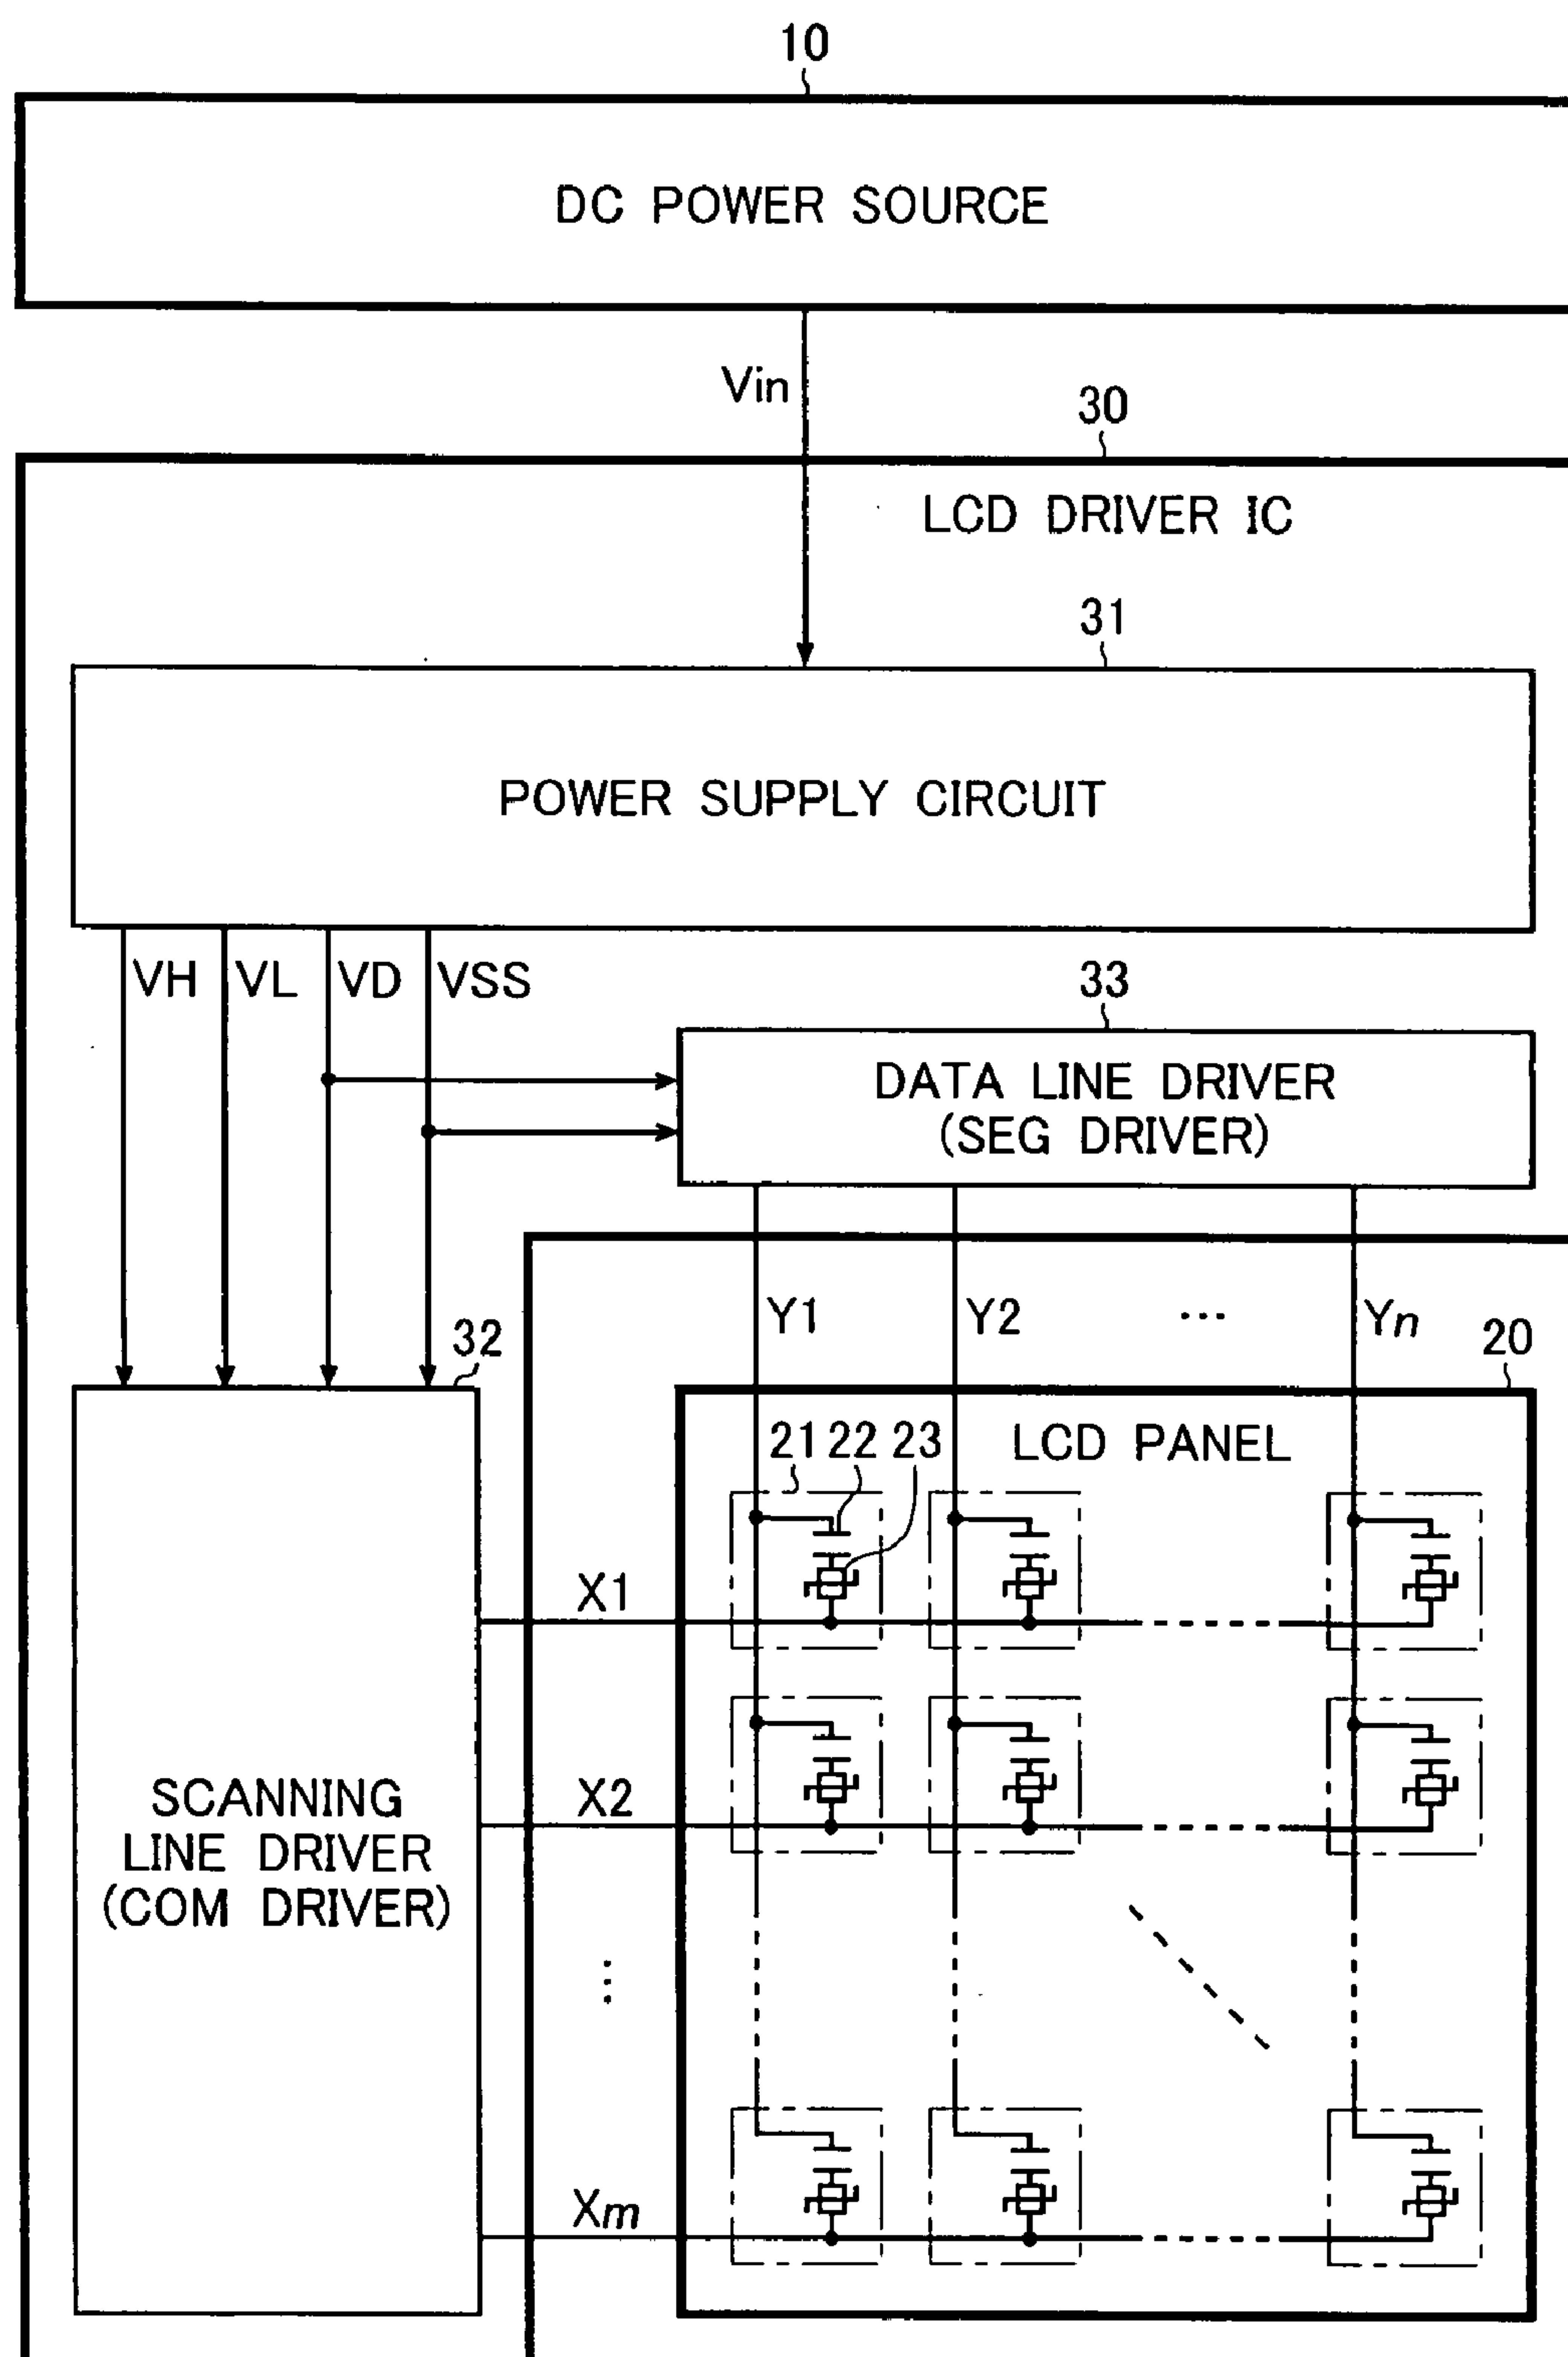 10
DC POWER SOURCE
Vin
30
LCD DRIVER IC
31
POWER SUPPLY CIRCUIT
VH VL VD VSS
33
DATA LINE DRIVER
(SEG DRIVER)
Y1 Y2 ... Yn
32
20
21 22 23 LCD PANEL
X1
X2
SCANNING
LINE DRIVER
(COM DRIVER)
...
Xm